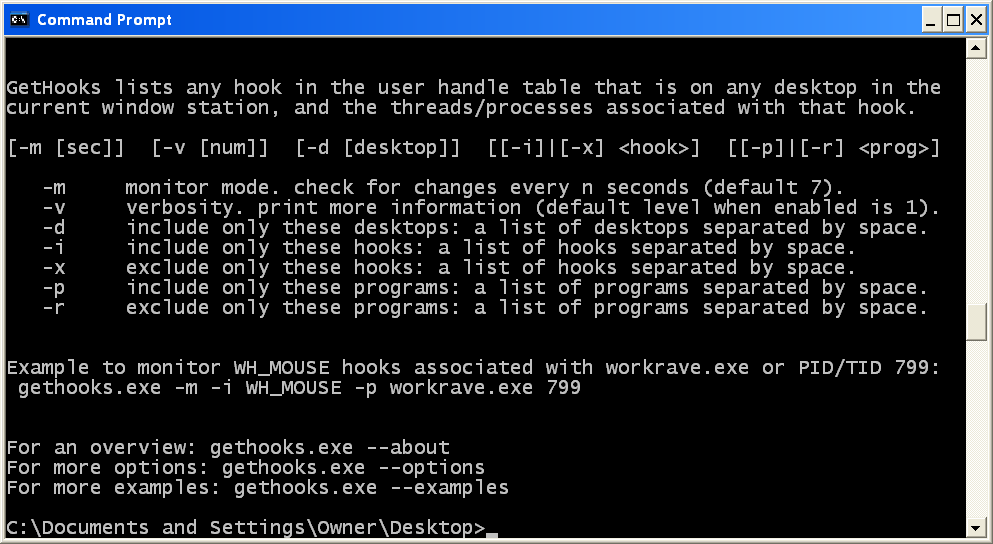 Command Prompt
GetHooks lists any hook in the user handle table that is on any desktop in the
current window station, and the threads/processes associated with that hook.
[-m [sec]]  [-v [num]]  [-d [desktop]]  [[-i]|[-x] <hook>]  [[-p]|[-r] <prog>]
   -m     monitor mode. check for changes every n seconds (default 7).
   -v     verbosity. print more information (default level when enabled is 1).
   -d     include only these desktops: a list of desktops separated by space.
   -i     include only these hooks: a list of hooks separated by space.
   -x     exclude only these hooks: a list of hooks separated by space.
   -p     include only these programs: a list of programs separated by space.
   -r     exclude only these programs: a list of programs separated by space.
Example to monitor WH_MOUSE hooks associated with workrave.exe or PID/TID 799:
 gethooks.exe -m -i WH_MOUSE -p workrave.exe 799
For an overview: gethooks.exe --about
For more options: gethooks.exe --options
For more examples: gethooks.exe --examples
C:\Documents and Settings\Owner\Desktop>_